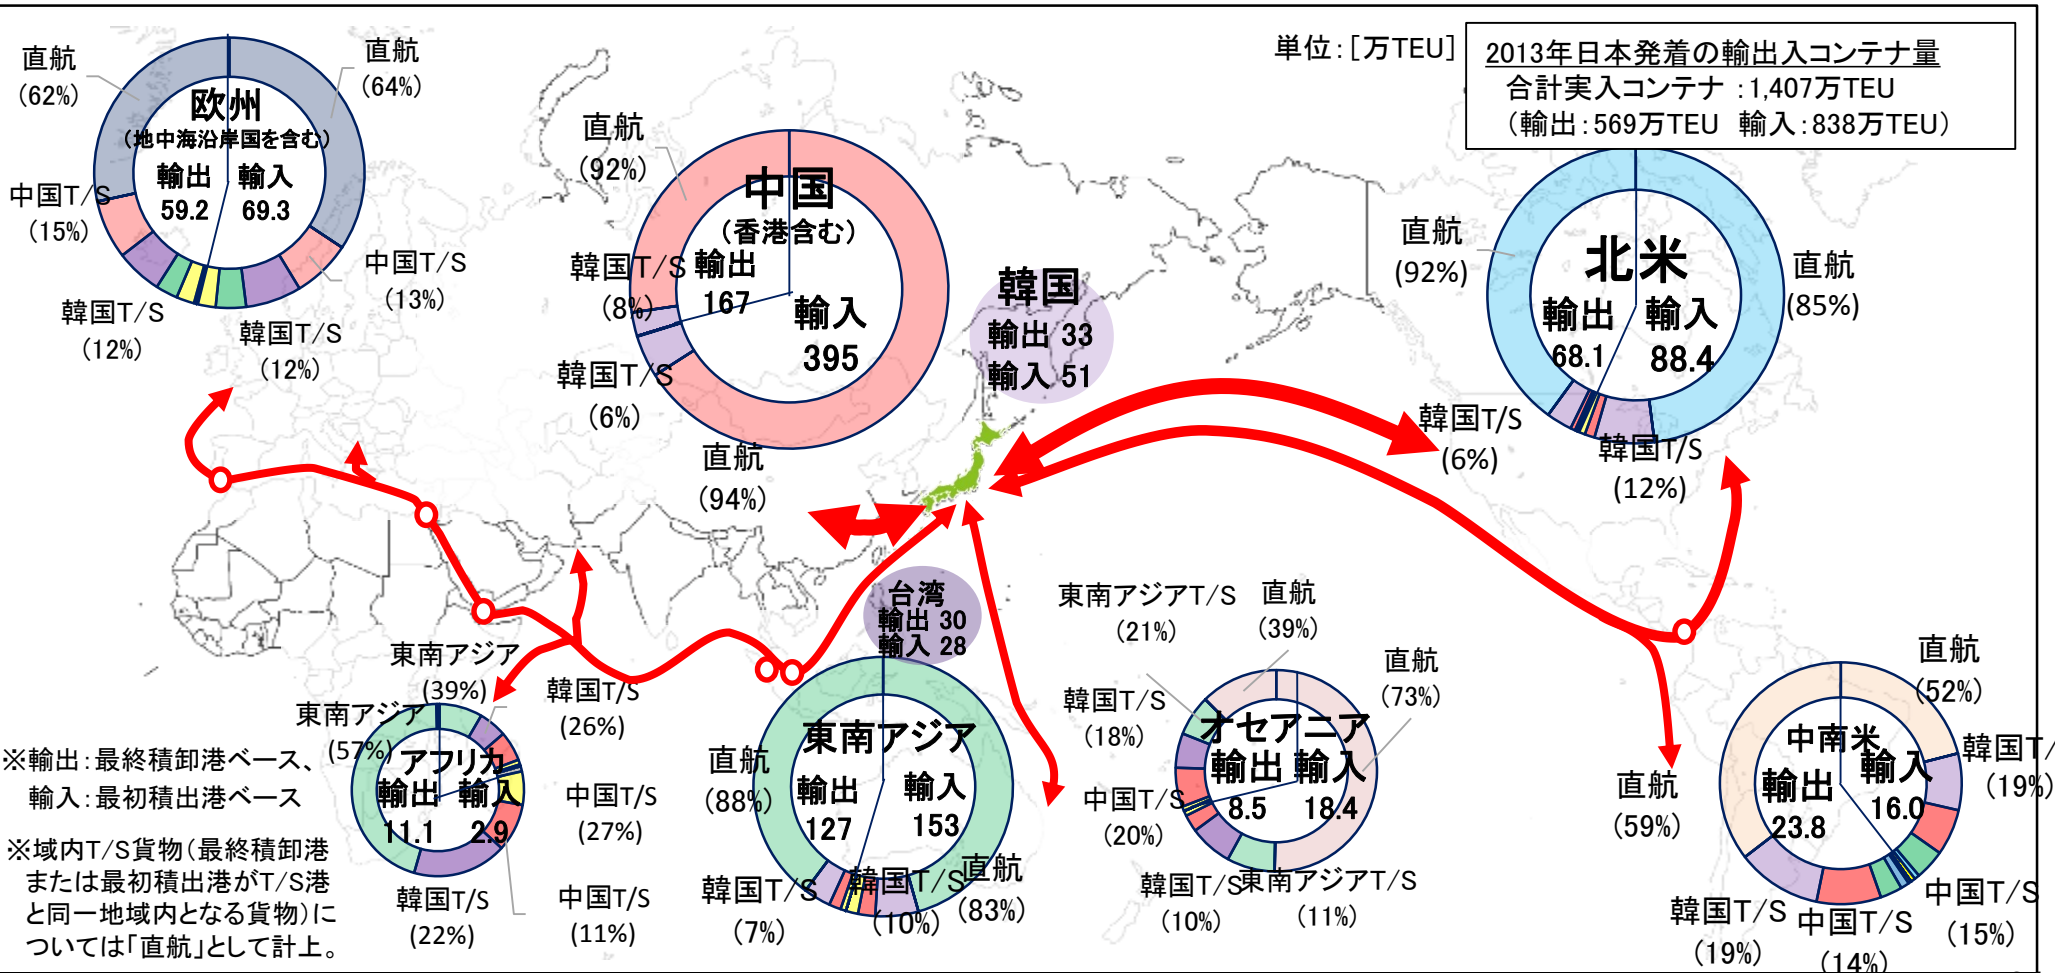 単位：[万TEU]
2013年日本発着の輸出入コンテナ量
合計実入コンテナ ：1,407万TEU
（輸出：569万TEU 輸入：838万TEU）
直航
(62%)
直航
(64%)
欧州
（地中海沿岸国を含む）
輸出
59.2
輸入
69.3
中国T/S
(15%)
中国T/S
(13%)
韓国T/S
(12%)
韓国T/S
(12%)
直航
(92%)
中国
（香港含む）
輸出
167
輸入
395
韓国T/S
(8%)
韓国T/S
(6%)
直航
(94%)
韓国
輸出 33
輸入 51
直航
(92%)
北米
輸出
68.1
輸入
88.4
直航
(85%)
韓国T/S
(6%)
韓国T/S
(12%)
台湾
輸出 30
輸入 28
東南アジア
(39%)
東南アジア
(57%)
韓国T/S
(26%)
アフリカ
輸出
11.1
輸入
2.9
中国T/S
(27%)
韓国T/S
(22%)
中国T/S
(11%)
直航
(88%)
東南アジア
輸出
127
輸入
153
韓国T/S
(7%)
韓国T/S
(10%)
直航
(83%)
東南アジアT/S
(21%)
直航
(39%)
直航
(73%)
韓国T/S
(18%)
オセアニア
輸出
8.5
輸入
18.4
中国T/S
(20%)
韓国T/S
(10%)
東南アジアT/S
(11%)
直航
(52%)
中南米
輸出
23.8
輸入
16.0
韓国T/
(19%)
直航
(59%)
中国T/S
(15%)
韓国T/S
(19%)
中国T/S
(14%)
※輸出：最終積卸港ベース、
輸入：最初積出港ベース
※域内T/S貨物（最終積卸港
または最初積出港がT/S港
と同一地域内となる貨物）に
ついては「直航」として計上。